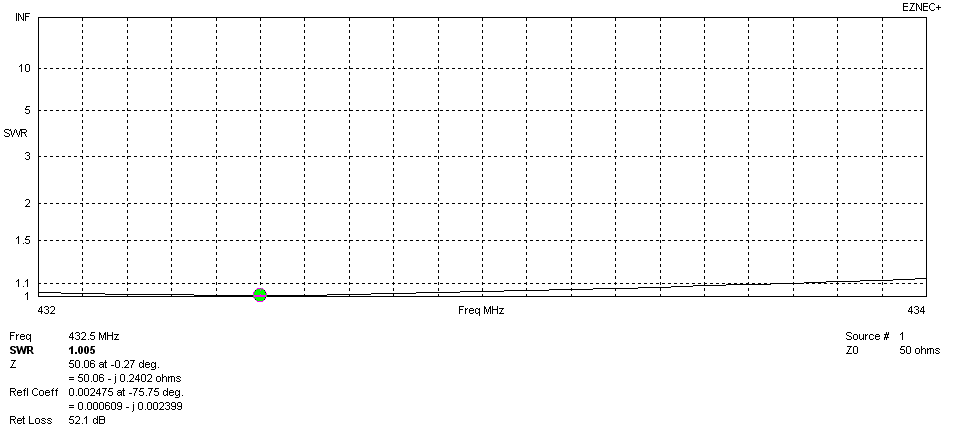 EZNEC+
INF
10
5
SWR
3
2
1.5
1.1
1
432 Freq MHz 434
Freq 432.5 MHz Source # 1
SWR 1.005 Z0 50 ohms
Z 50.06 at -0.27 deg.
= 50.06 - j 0.2402 ohms
Refl Coeff 0.002475 at -75.75 deg.
= 0.000609 - j 0.002399
Ret Loss 52.1 dB